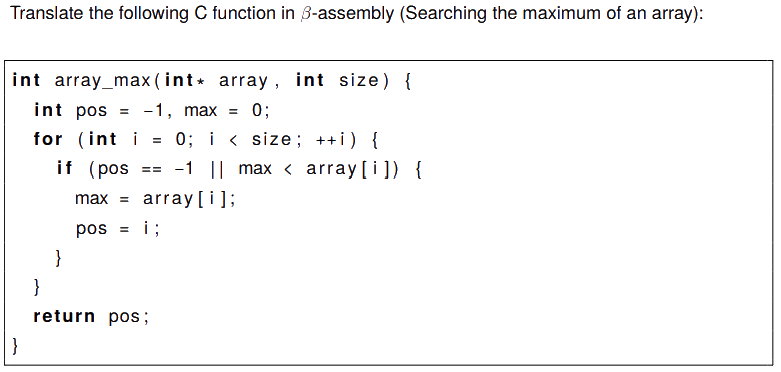 Translate the following C function in β-assembly (Searching the maximum of an array):
int array_max(int* array, int size) {
  int pos = -1, max = 0;
  for (int i = 0; i < size; ++i) {
    if (pos == -1 || max < array[i]) {
      max = array[i];
      pos = i;
    }
  }
  return pos;
}